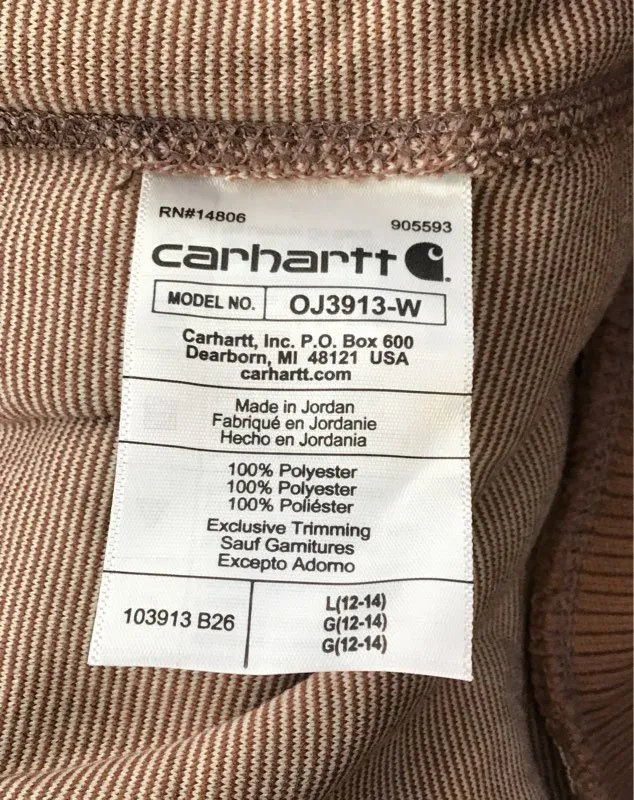 RN#14806 905593
carhartt
MODEL NO. OJ3913-W
Carhartt, Inc. P.O. Box 600
Dearborn, MI 48121 USA
carhartt.com
Made in Jordan
Fabriqué en Jordanie
Hecho en Jordania
100% Polyester
100% Polyester
100% Poliéster
Exclusive Trimming
Sauf Garnitures
Excepto Adorno
103913 B26
L(12-14)
G(12-14)
G(12-14)